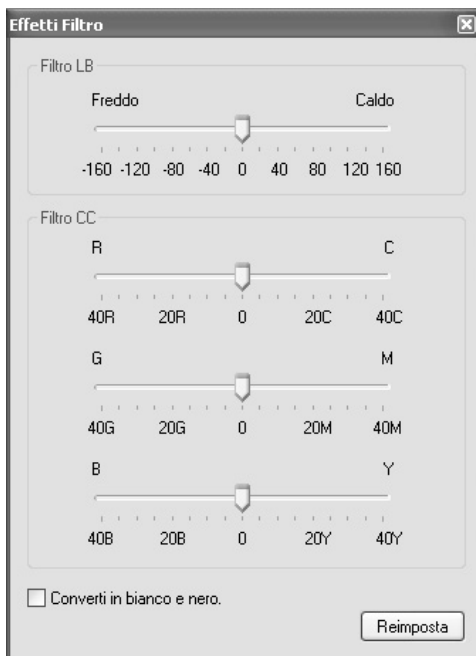 Effetti Filtro
Filtro LB
Freddo Caldo
-160 -120 -80 -40 0 40 80 120 160
Filtro CC
R C
40R 20R 0 20C 40C
G M
40G 20G 0 20M 40M
B Y
40B 20B 0 20Y 40Y
Converti in bianco e nero.
Reimposta